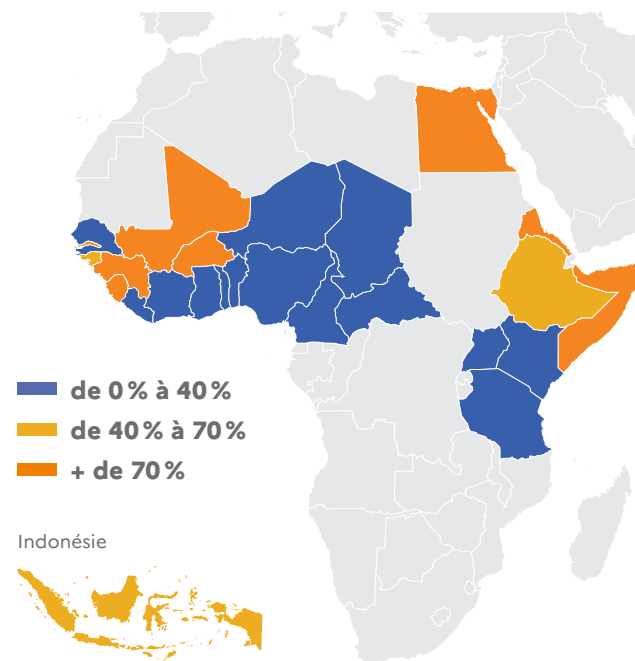 de 0 % à 40 %
de 40 % à 70 %
+ de 70 %
Indonésie